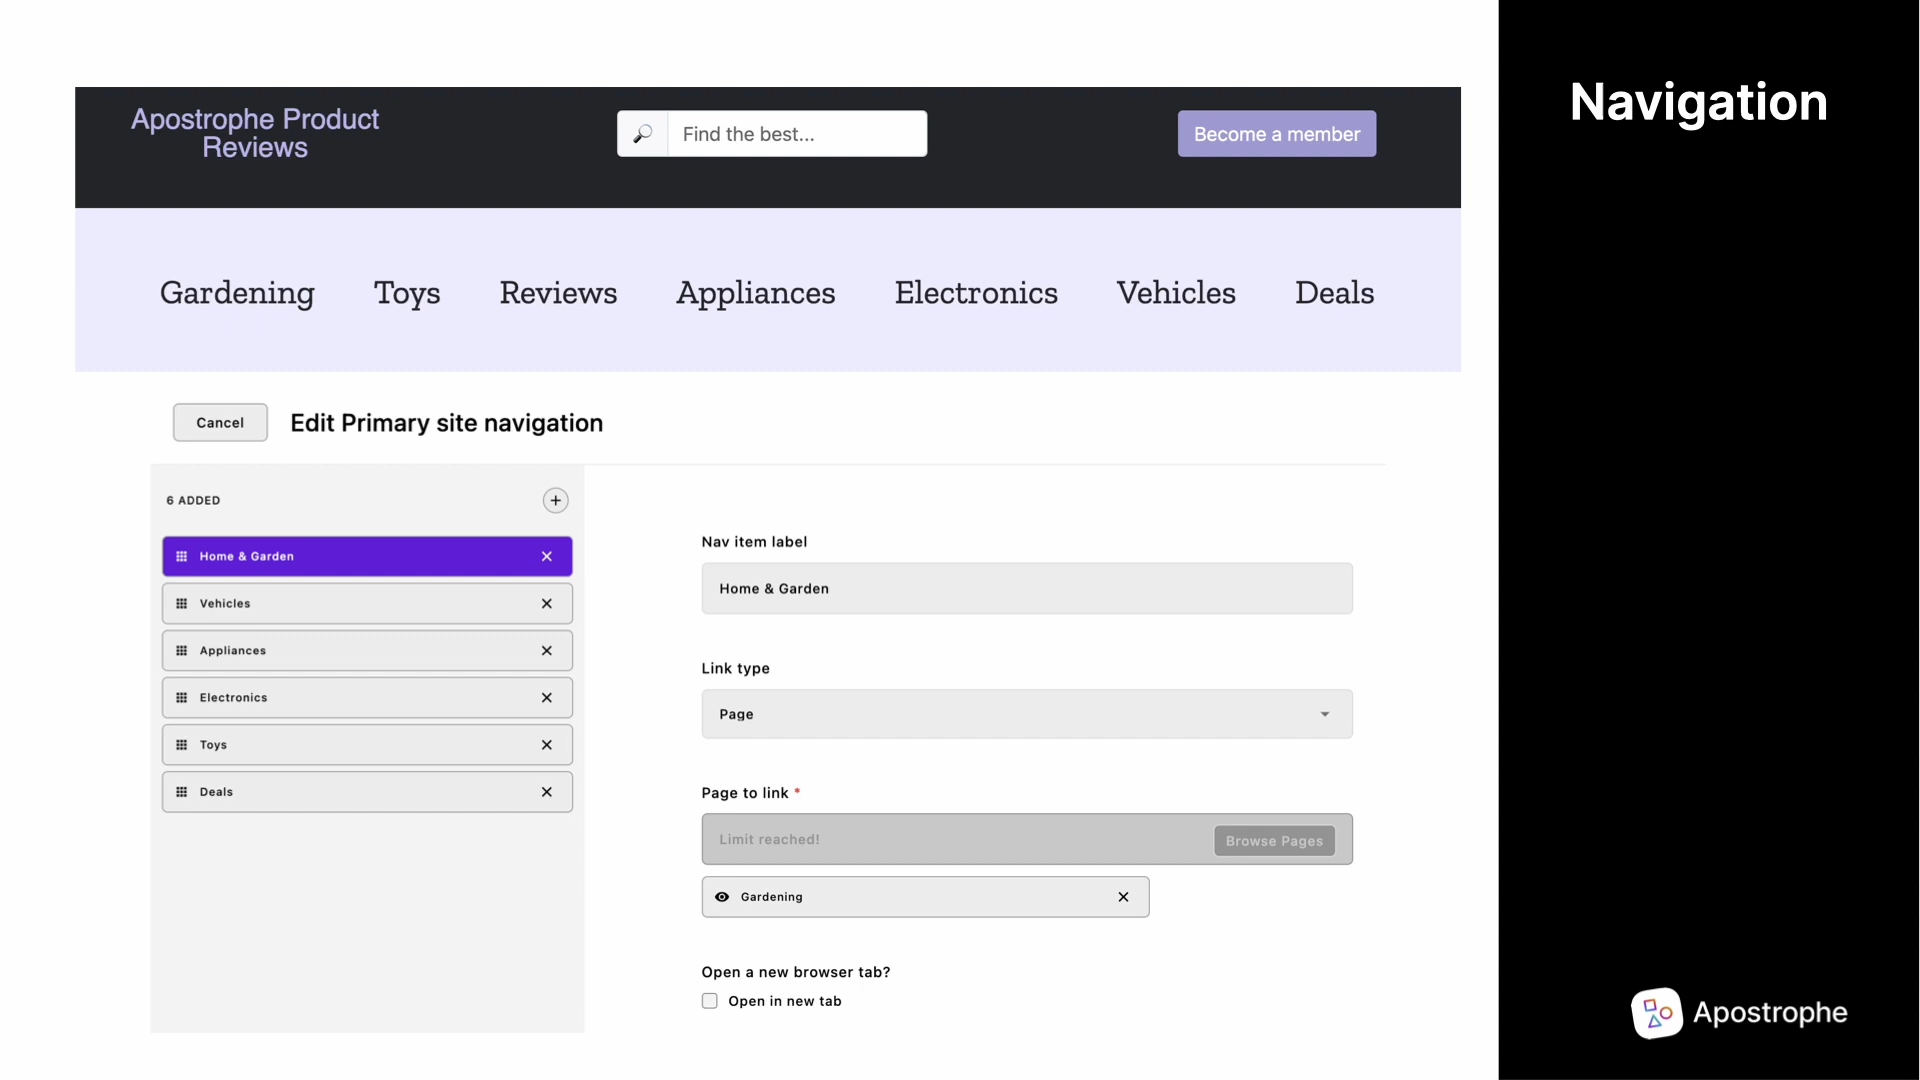 Navigation
Apostrophe Product
Reviews
Find the best...
Become a member
Gardening Toys Reviews Appliances Electronics Vehicles Deals
Cancel Edit Primary site navigation
6 ADDED
Home & Garden
Vehicles
Appliances
Electronics
Toys
Deals
Nav item label
Home & Garden
Link type
Page
Page to link *
Limit reached! Browse Pages
Gardening
Open a new browser tab?
Open in new tab
Apostrophe